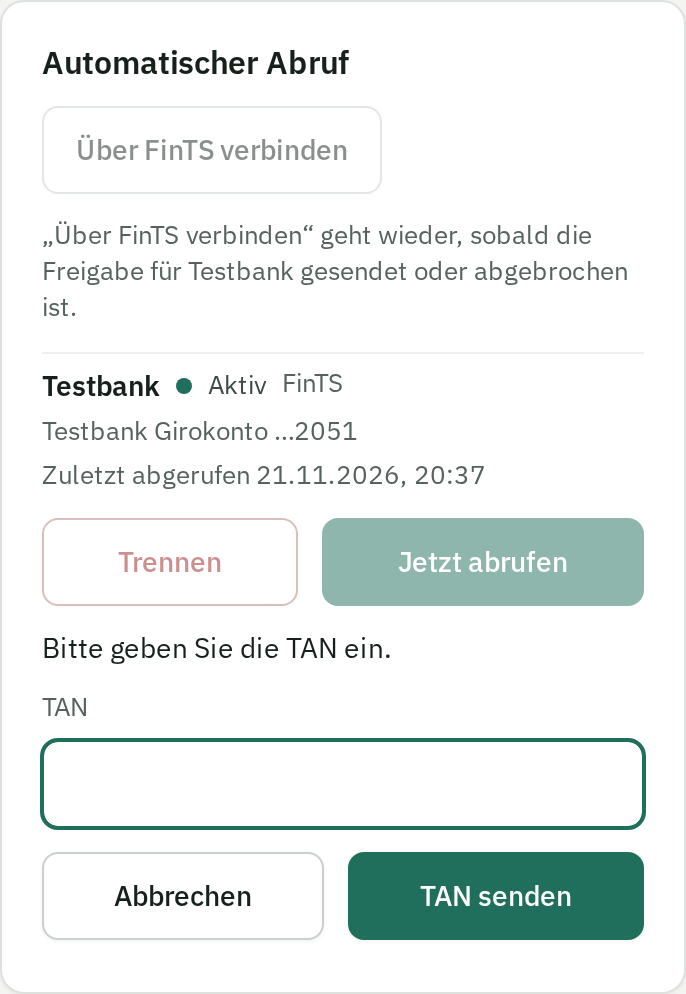 Automatischer Abruf
Über FinTS verbinden
„Über FinTS verbinden“ geht wieder, sobald die
Freigabe für Testbank gesendet oder abgebrochen
ist.
Testbank Aktiv FinTS
Testbank Girokonto …2051
Zuletzt abgerufen 21.11.2026, 20:37
Trennen Jetzt abrufen
Bitte geben Sie die TAN ein.
TAN
Abbrechen TAN senden